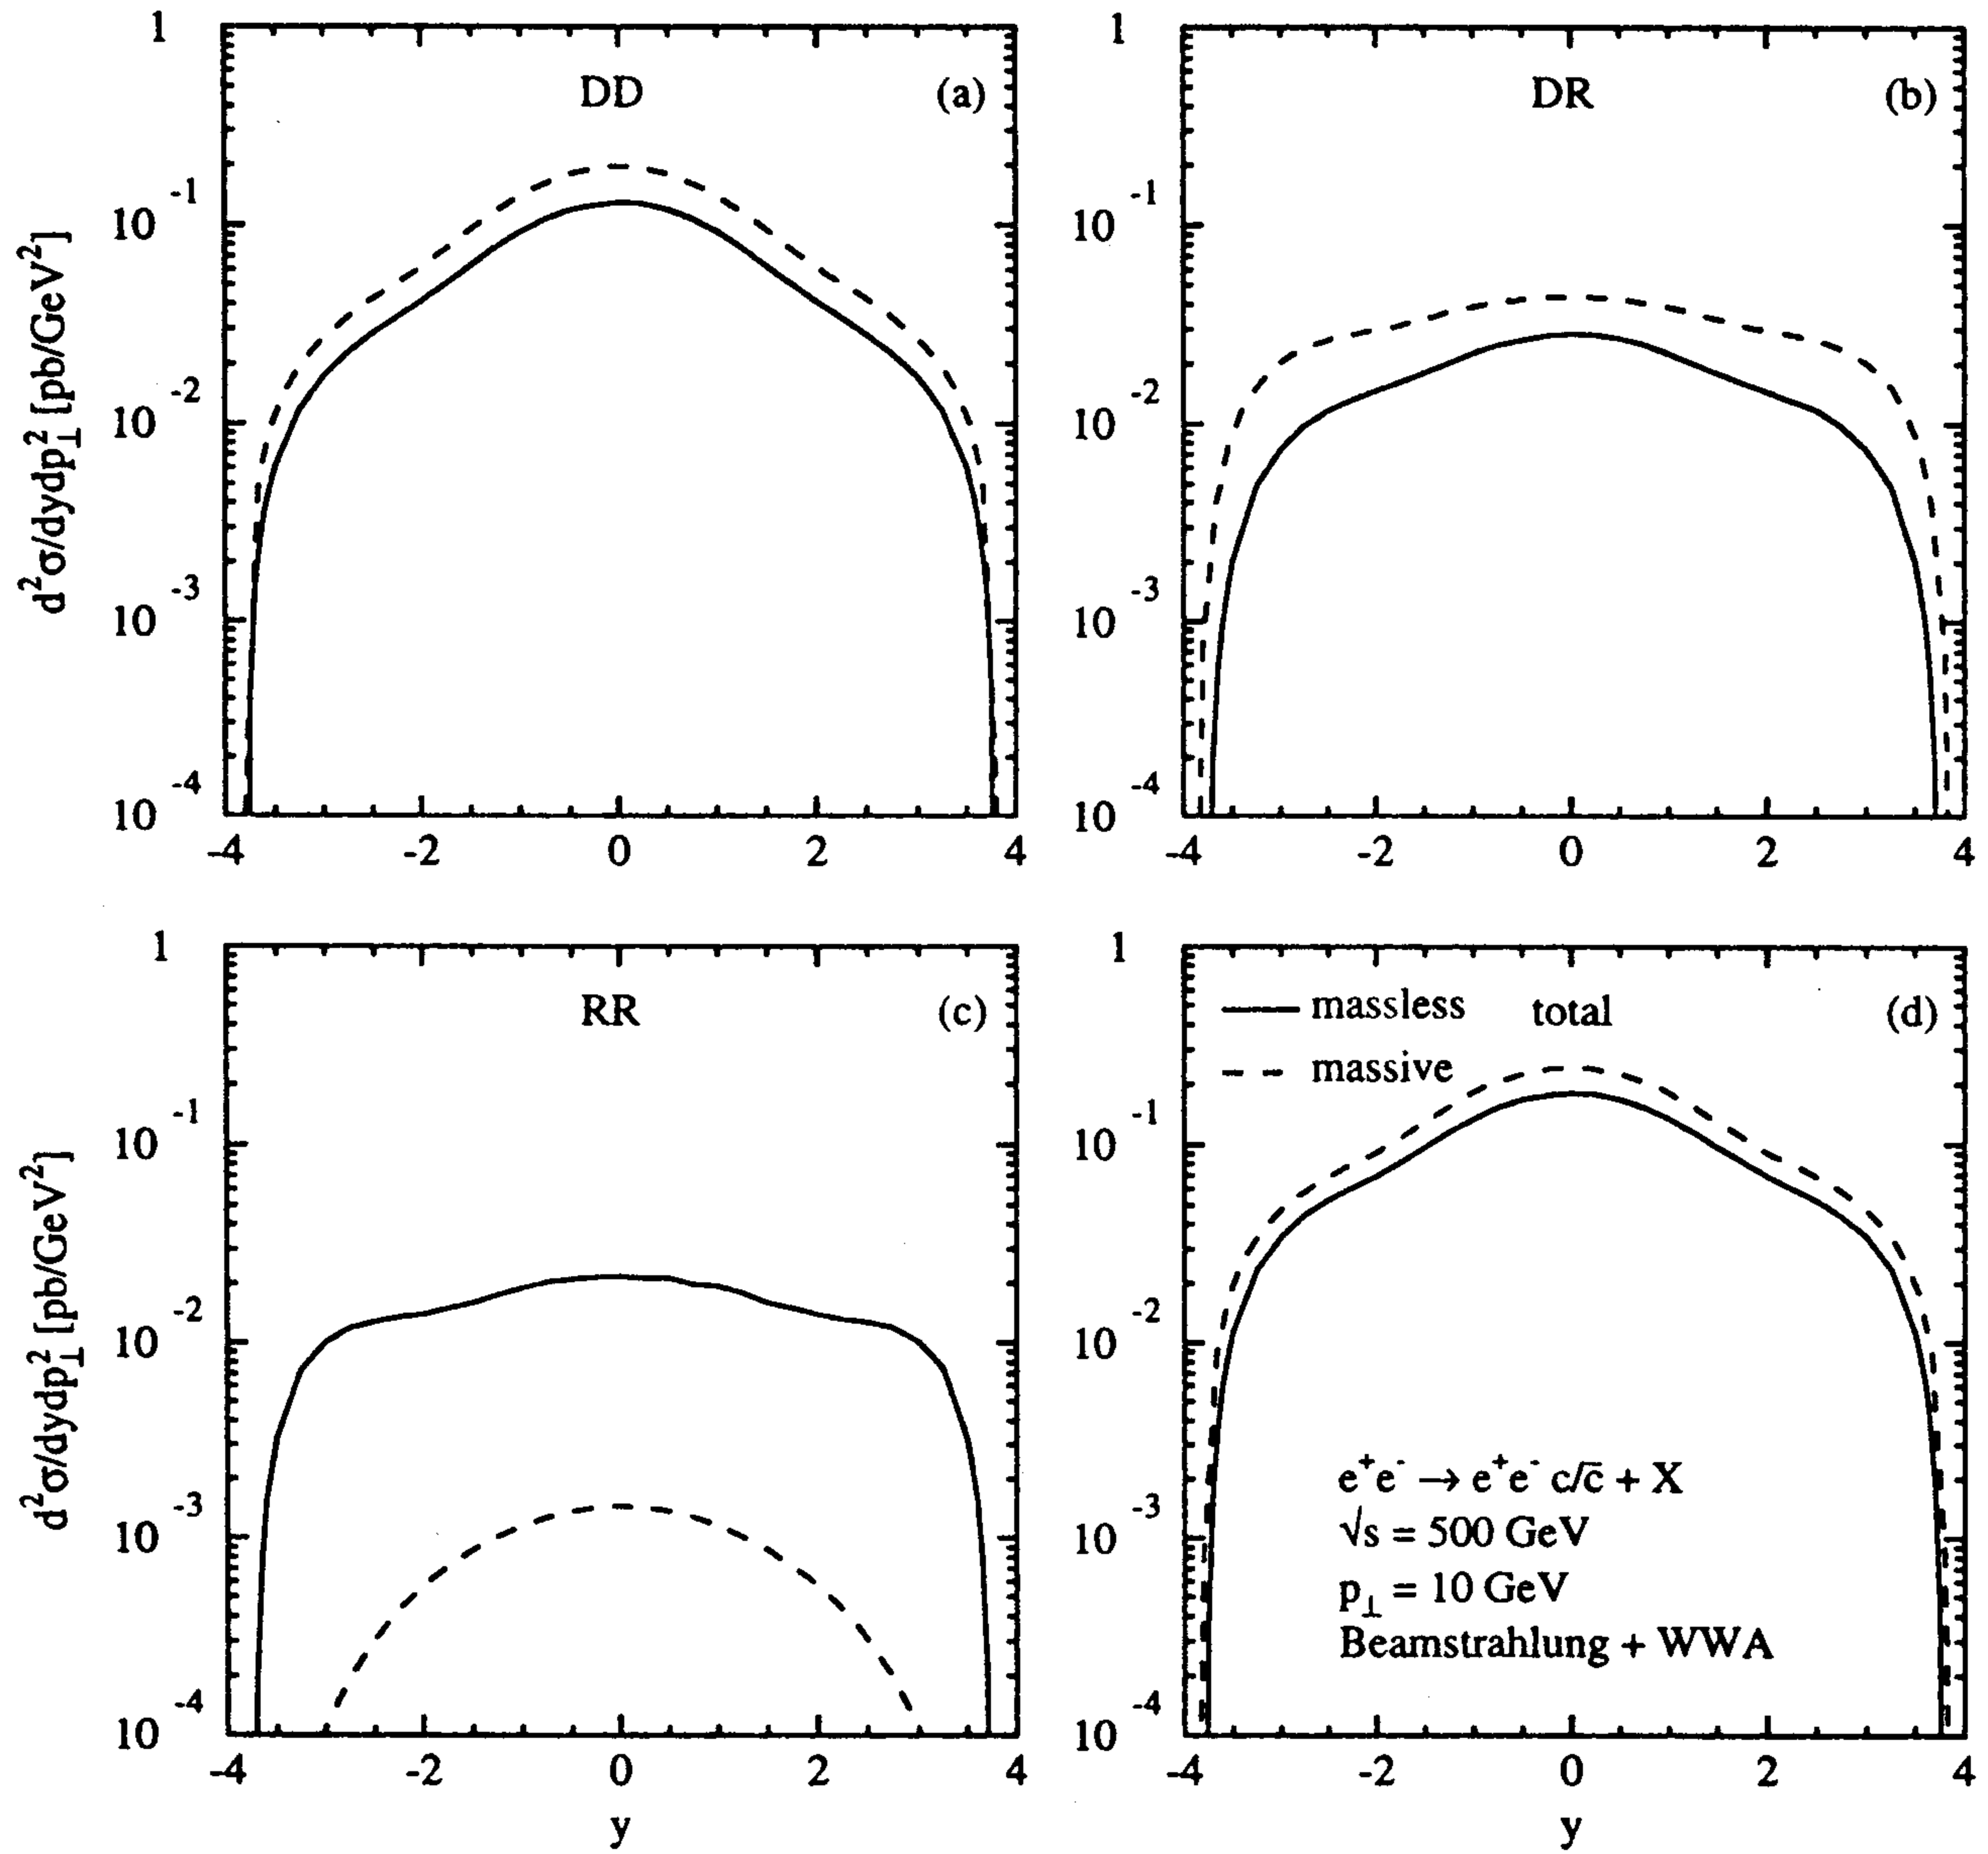 1
DD
(a)
10^-1
10^-2
10^-3
10^-4
-4 -2 0 2 4
d²σ/dydp⊥² [pb/GeV²]
1
DR
(b)
10^-1
10^-2
10^-3
10^-4
-4 -2 0 2 4
1
RR
(c)
10^-1
10^-2
10^-3
10^-4
-4 -2 0 2 4
y
d²σ/dydp⊥² [pb/GeV²]
1
massless total (d)
massive
10^-1
10^-2
10^-3
10^-4
e⁺e⁻ → e⁺e⁻ c/c̄ + X
√s = 500 GeV
p⊥ = 10 GeV
Beamstrahlung + WWA
-4 -2 0 2 4
y